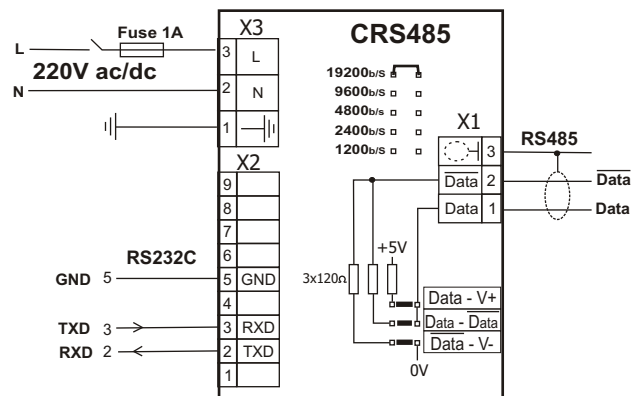 Fuse 1A
X3
CRS485
L
3 L
220V ac/dc
N
2 N
1
19200b/s
9600b/s
4800b/s
2400b/s
1200b/s
X1
3
RS485
Data 2 Data
Data 1 Data
X2
9
8
7
6
RS232C
GND 5 5 GND
4
TXD 3 3 RXD
RXD 2 2 TXD
1
+5V
3x120Ω
Data - V+
Data - Data
Data - V-
0V